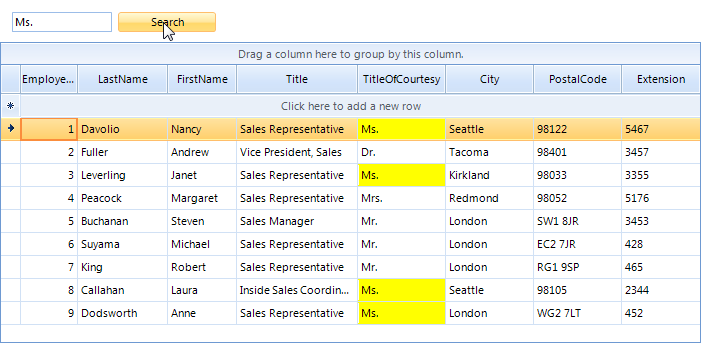 Ms. Search
Drag a column here to group by this column.
Employe... LastName FirstName Title TitleOfCourtesy City PostalCode Extension
Click here to add a new row
1 Davolio Nancy Sales Representative Ms. Seattle 98122 5467
2 Fuller Andrew Vice President, Sales Dr. Tacoma 98401 3457
3 Leverling Janet Sales Representative Ms. Kirkland 98033 3355
4 Peacock Margaret Sales Representative Mrs. Redmond 98052 5176
5 Buchanan Steven Sales Manager Mr. London SW1 8JR 3453
6 Suyama Michael Sales Representative Mr. London EC2 7JR 428
7 King Robert Sales Representative Mr. London RG1 9SP 465
8 Callahan Laura Inside Sales Coordin... Ms. Seattle 98105 2344
9 Dodsworth Anne Sales Representative Ms. London WG2 7LT 452